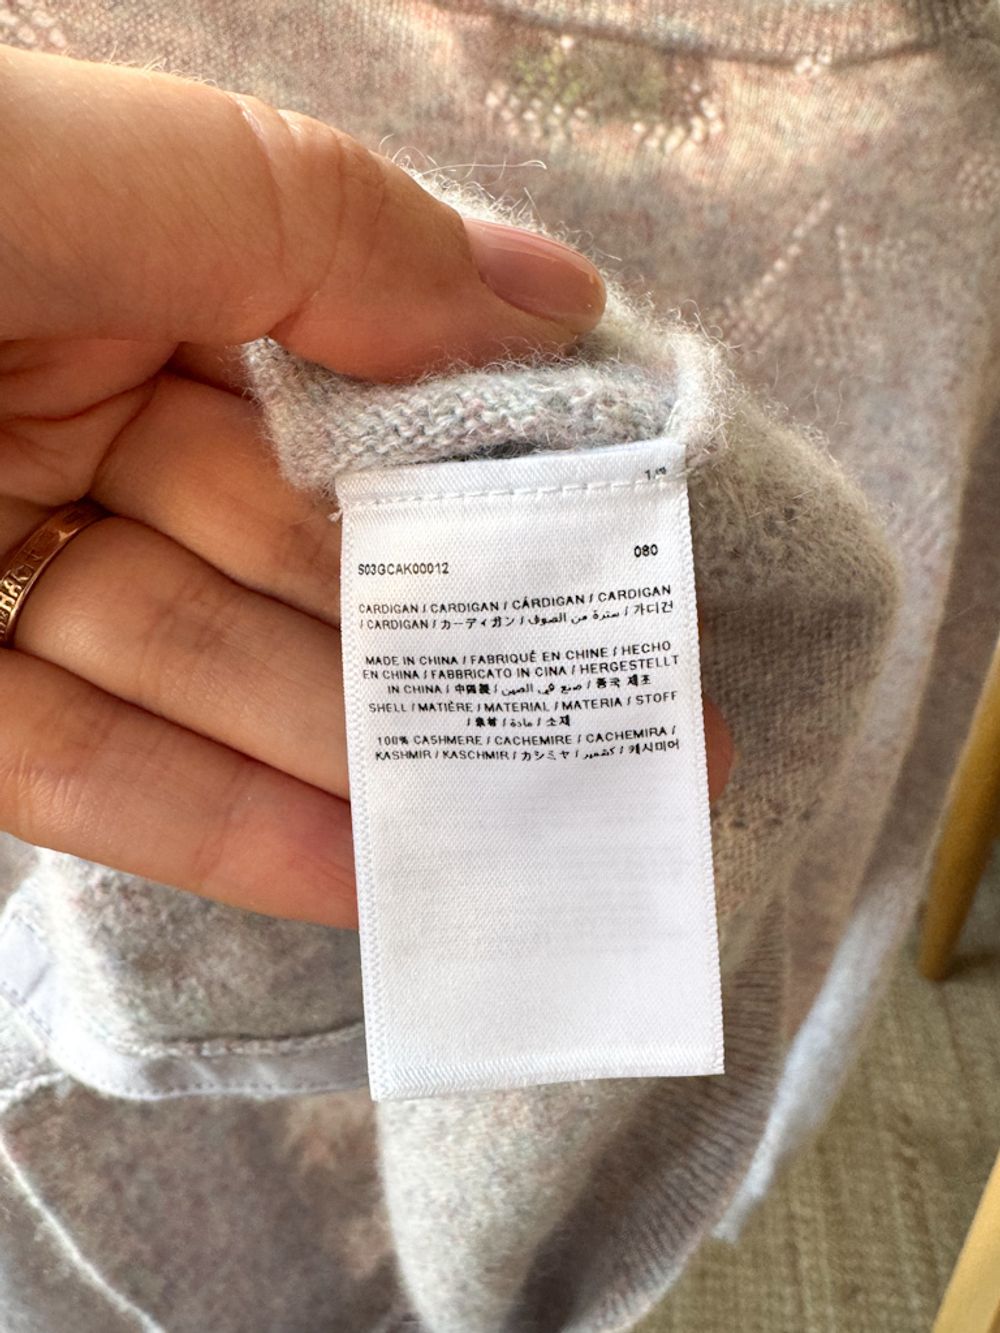 080
S03GCAK00012
CARDIGAN / CARDIGAN / CÁRDIGAN / CARDIGAN
/ CARDIGAN / カーディガン / سترة من الصوف / 가디건
MADE IN CHINA / FABRIQUÉ EN CHINE / HECHO
EN CHINA / FABBRICATO IN CINA / HERGESTELLT
IN CHINA / 中国製 / صنع في الصين / 중국 제조
SHELL / MATIÈRE / MATERIAL / MATERIA / STOFF
/ 素材 / مادة / 소재
100% CASHMERE / CACHEMIRE / CACHEMIRA /
KASHMIR / KASCHMIR / カシミヤ / كشمير / 캐시미어